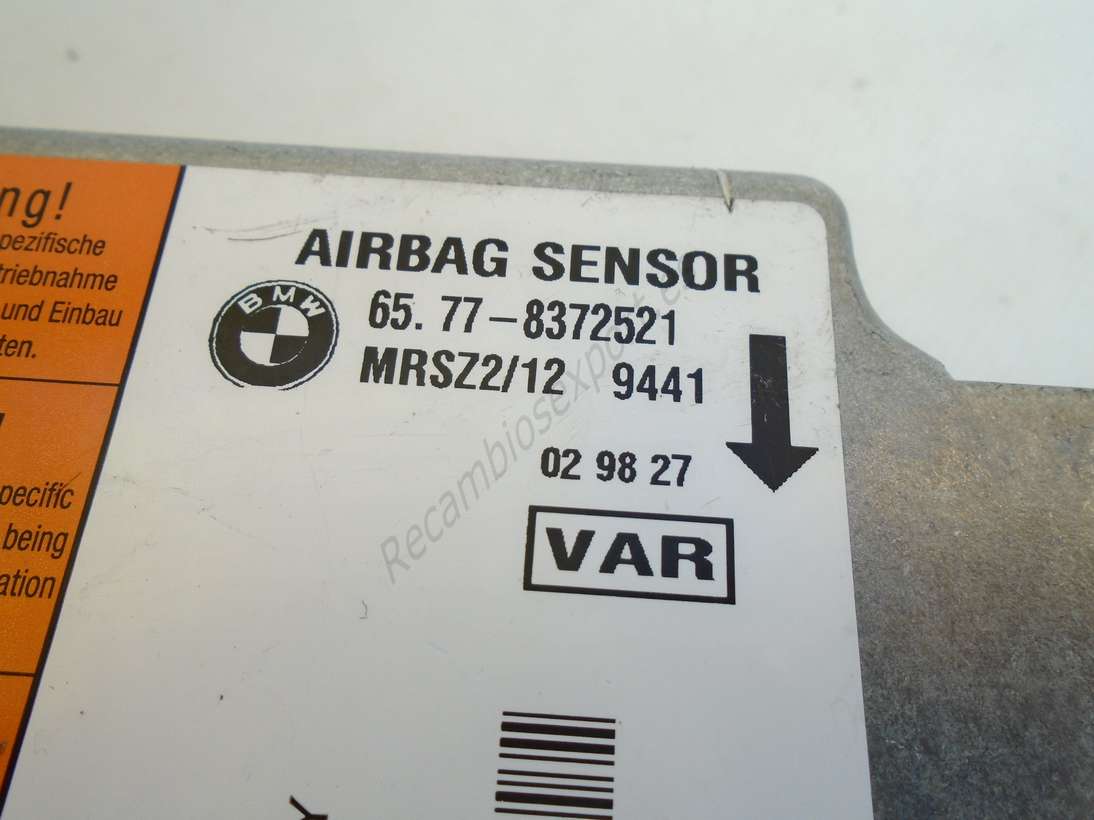 ng!
pezifische
triebnahme
und Einbau
ten.
pecific
being
ation
AIRBAG SENSOR
BMW
65. 77-8372521
MRSZ2/12 9441
02 98 27
VAR
Y